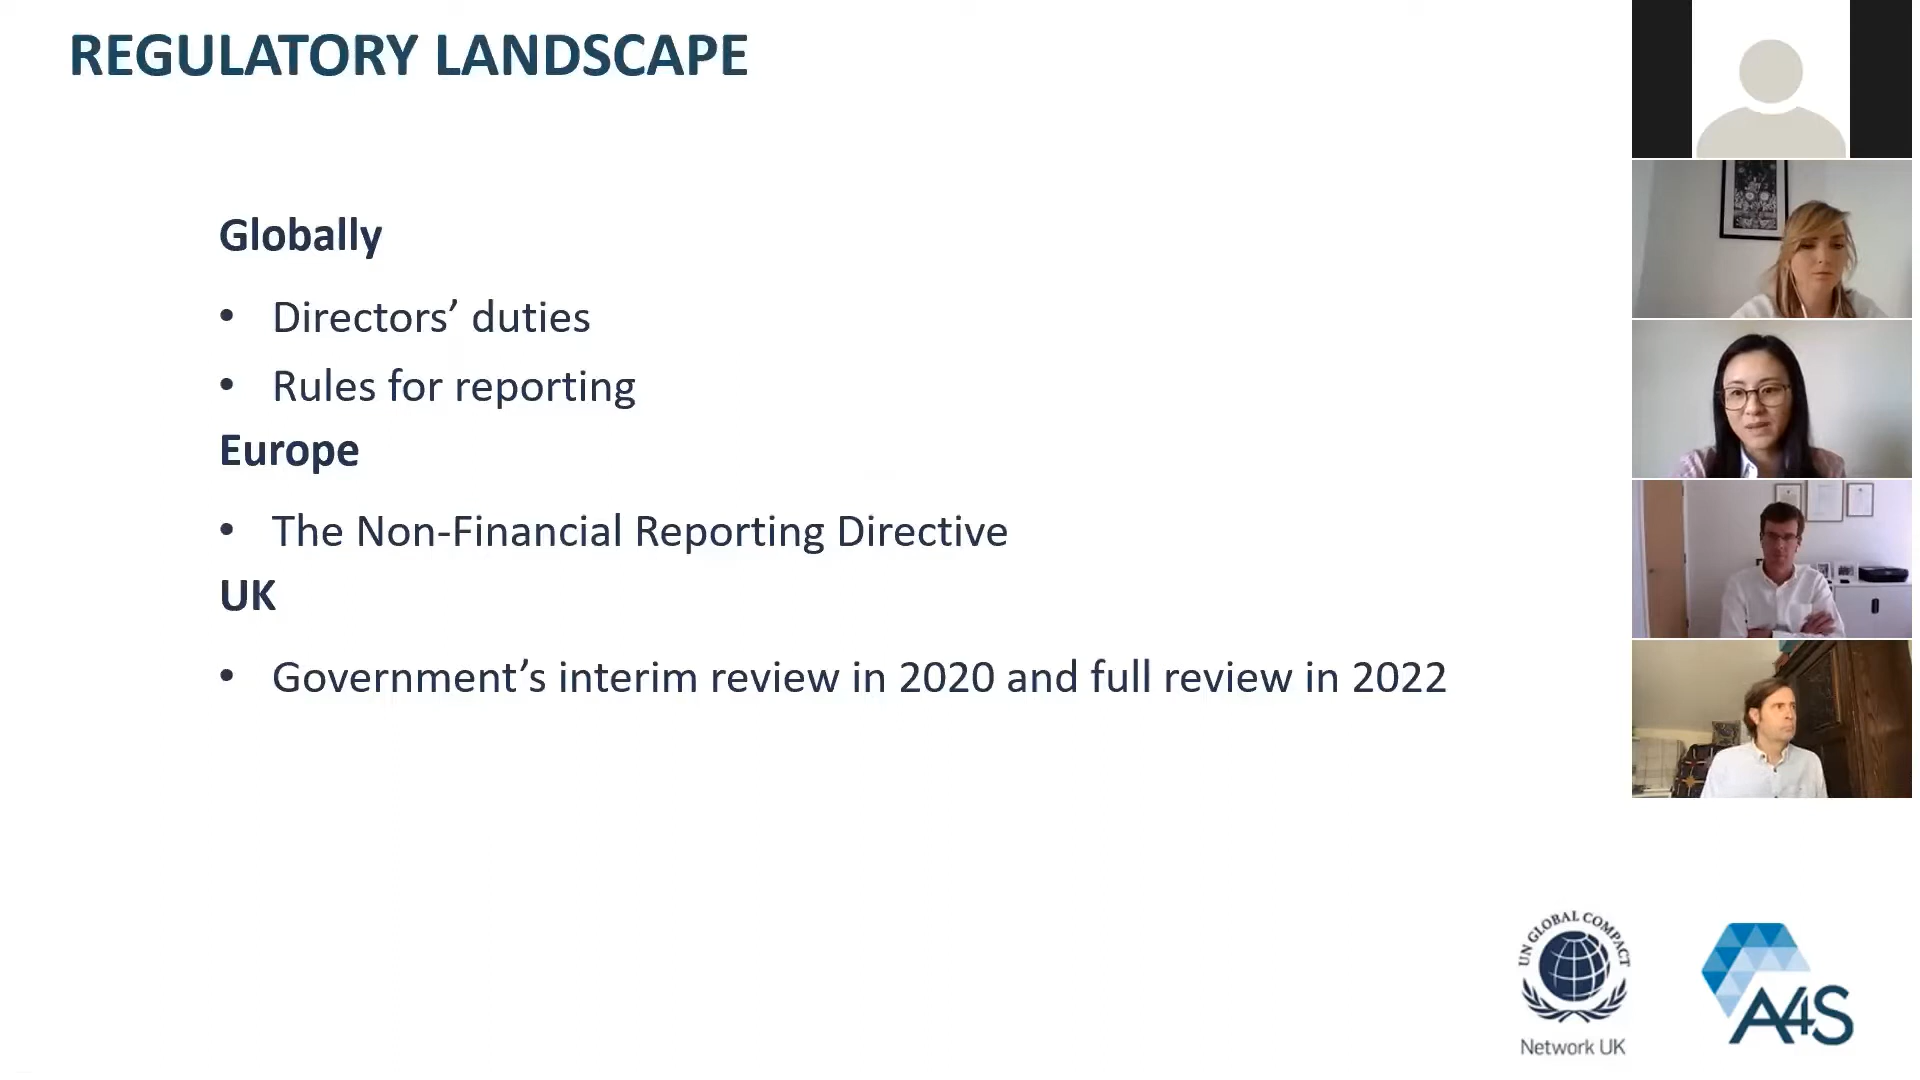 REGULATORY LANDSCAPE
Globally
• Directors’ duties
• Rules for reporting
Europe
• The Non-Financial Reporting Directive
UK
• Government’s interim review in 2020 and full review in 2022
UN GLOBAL COMPACT
Network UK
A4S